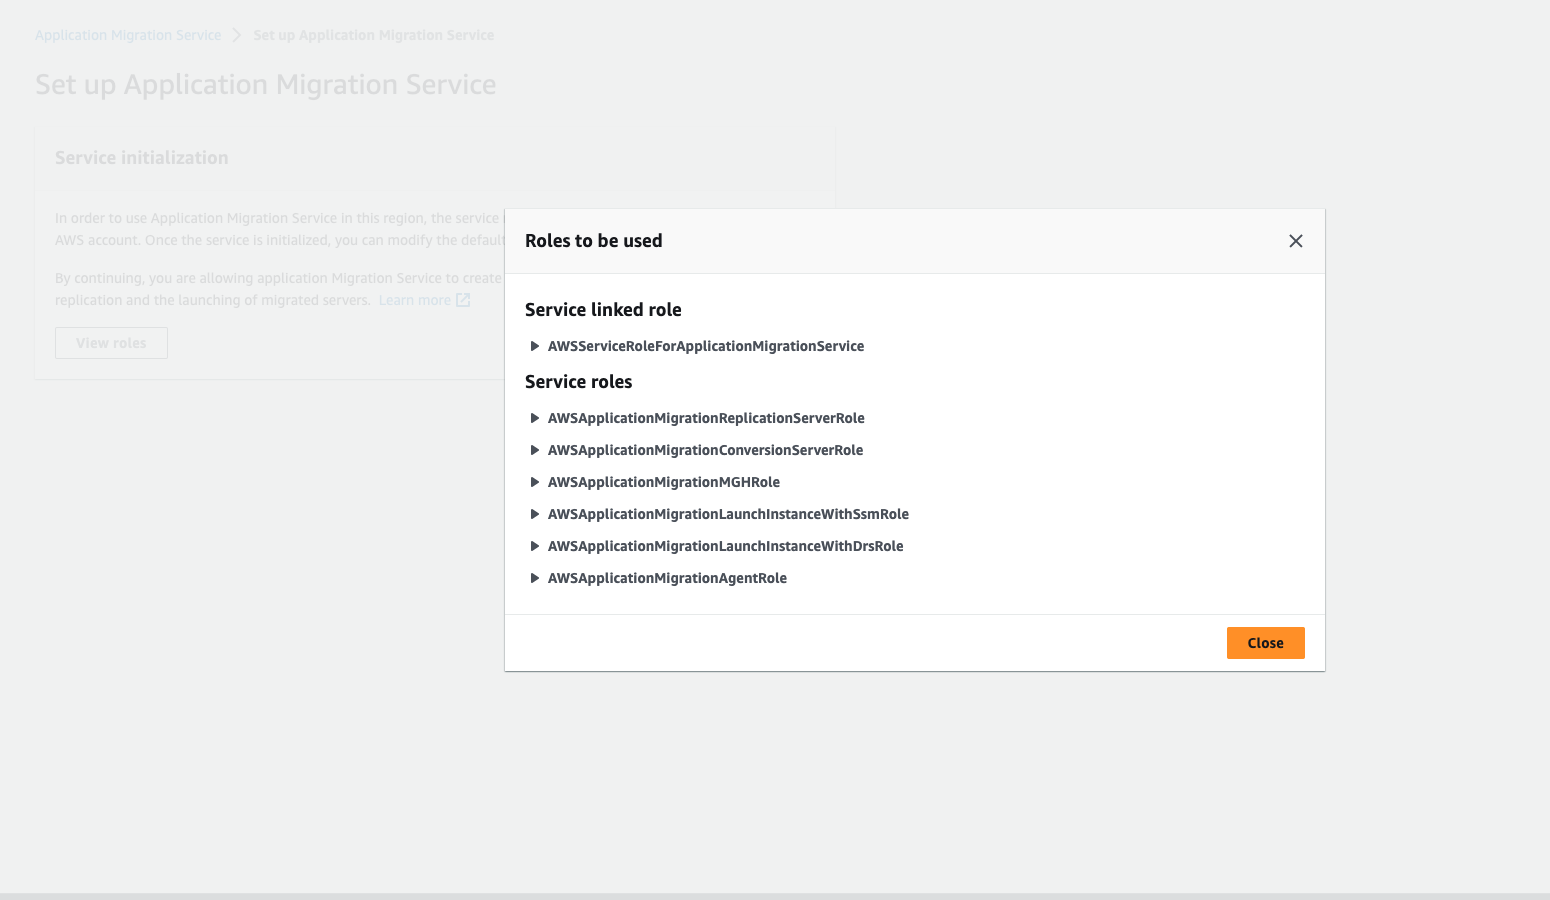 Application Migration Service > Set up Application Migration Service
Set up Application Migration Service
Service initialization
In order to use Application Migration Service in this region, the service
AWS account. Once the service is initialized, you can modify the default
By continuing, you are allowing application Migration Service to create
replication and the launching of migrated servers. Learn more
View roles
Roles to be used
Service linked role
AWSServiceRoleForApplicationMigrationService
Service roles
AWSApplicationMigrationReplicationServerRole
AWSApplicationMigrationConversionServerRole
AWSApplicationMigrationMGHRole
AWSApplicationMigrationLaunchInstanceWithSsmRole
AWSApplicationMigrationLaunchInstanceWithDrsRole
AWSApplicationMigrationAgentRole
Close